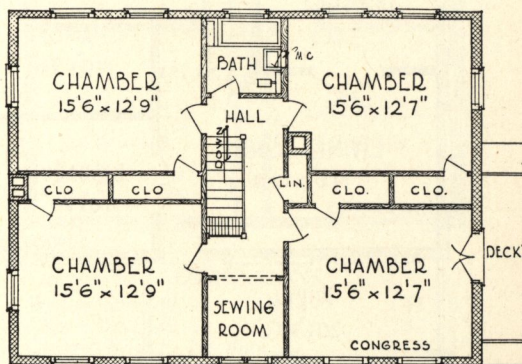 CHAMBER
15'6" x 12'9"
BATH
M C
CHAMBER
15'6" x 12'7"
HALL
DOWN
CLO
CLO
LIN.
CLO.
CLO.
CHAMBER
15'6" x 12'9"
SEWING
ROOM
CHAMBER
15'6" x 12'7"
DECK
CONGRESS